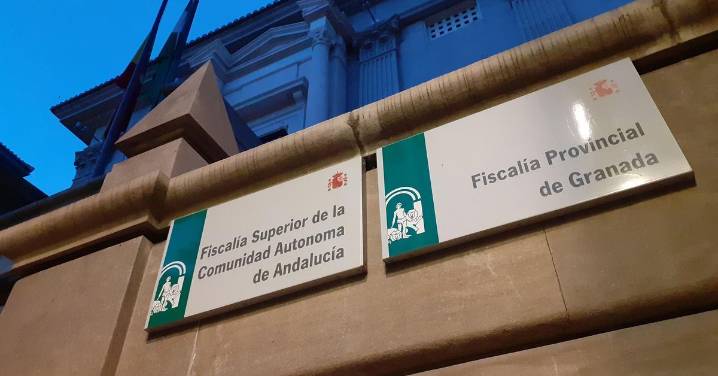 Fiscalía Superior de la
Comunidad Autonoma
de Andalucía
Fiscalía Provincial
de Granada